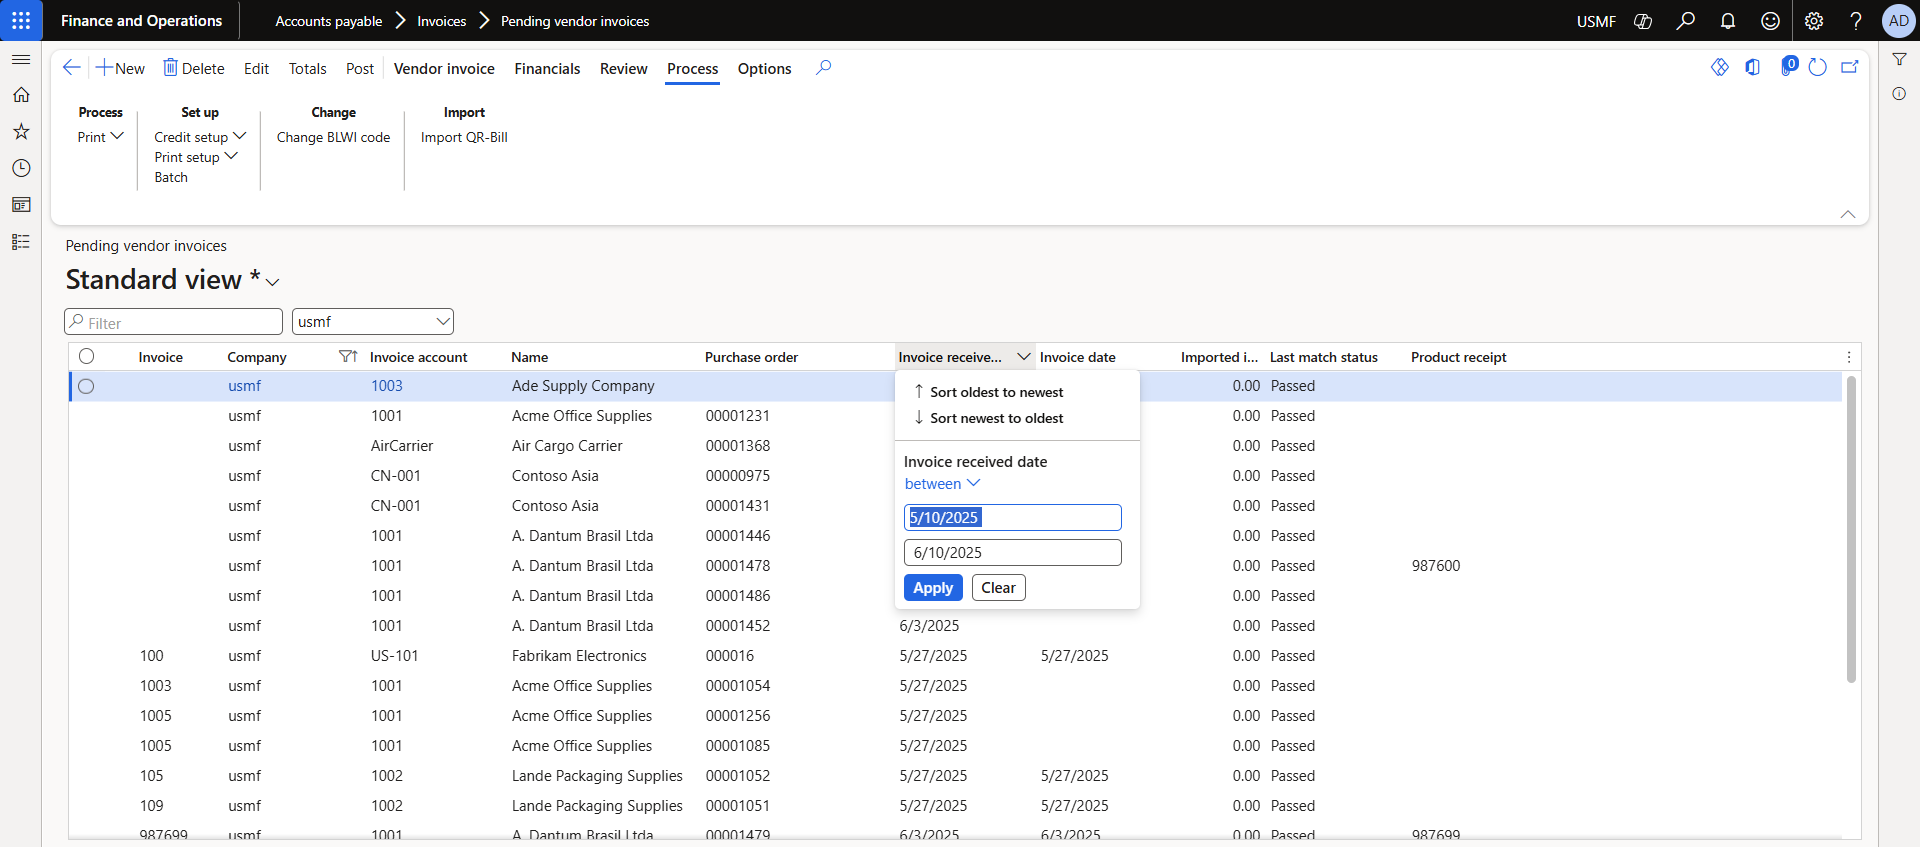 Finance and Operations
Accounts payable Invoices Pending vendor invoices
USMF ? AD
New Delete Edit Totals Post Vendor invoice Financials Review Process Options 0
Process
Print
Set up
Credit setup
Print setup
Batch
Change
Change BLWI code
Import
Import QR-Bill
Pending vendor invoices
Standard view *
Filter usmf
Invoice Company Invoice account Name Purchase order Invoice receive... Invoice date Imported i... Last match status Product receipt
usmf 1003 Ade Supply Company 0.00 Passed
usmf 1001 Acme Office Supplies 00001231 0.00 Passed
usmf AirCarrier Air Cargo Carrier 00001368 0.00 Passed
usmf CN-001 Contoso Asia 00000975 0.00 Passed
usmf CN-001 Contoso Asia 00001431 0.00 Passed
usmf 1001 A. Dantum Brasil Ltda 00001446 0.00 Passed
usmf 1001 A. Dantum Brasil Ltda 00001478 0.00 Passed 987600
usmf 1001 A. Dantum Brasil Ltda 00001486 0.00 Passed
usmf 1001 A. Dantum Brasil Ltda 00001452 6/3/2025 0.00 Passed
100 usmf US-101 Fabrikam Electronics 000016 5/27/2025 5/27/2025 0.00 Passed
1003 usmf 1001 Acme Office Supplies 00001054 5/27/2025 0.00 Passed
1005 usmf 1001 Acme Office Supplies 00001256 5/27/2025 0.00 Passed
1005 usmf 1001 Acme Office Supplies 00001085 5/27/2025 0.00 Passed
105 usmf 1002 Lande Packaging Supplies 00001052 5/27/2025 5/27/2025 0.00 Passed
109 usmf 1002 Lande Packaging Supplies 00001051 5/27/2025 5/27/2025 0.00 Passed
987699 usmf 1001 A. Dantum Brasil Ltda 00001479 6/3/2025 6/3/2025 0.00 Passed 987699
Sort oldest to newest
Sort newest to oldest
Invoice received date
between
5/10/2025
6/10/2025
Apply Clear